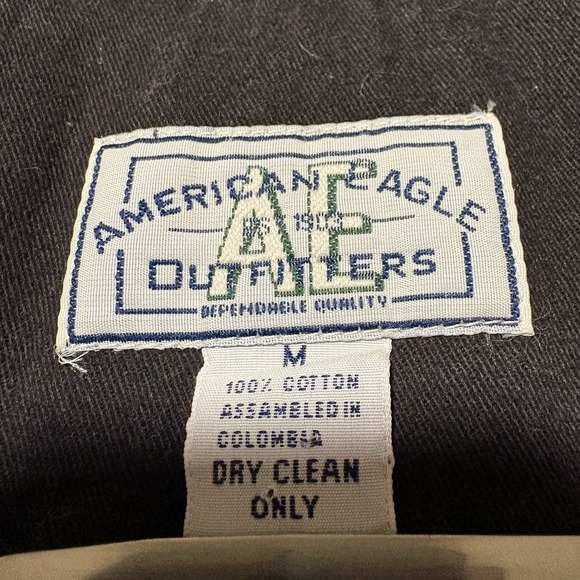 AMERICAN EAGLE
AE
OUTFITTERS
DEPENDABLE QUALITY
M
100% COTTON
ASSEMBLED IN
COLOMBIA
DRY CLEAN
ONLY